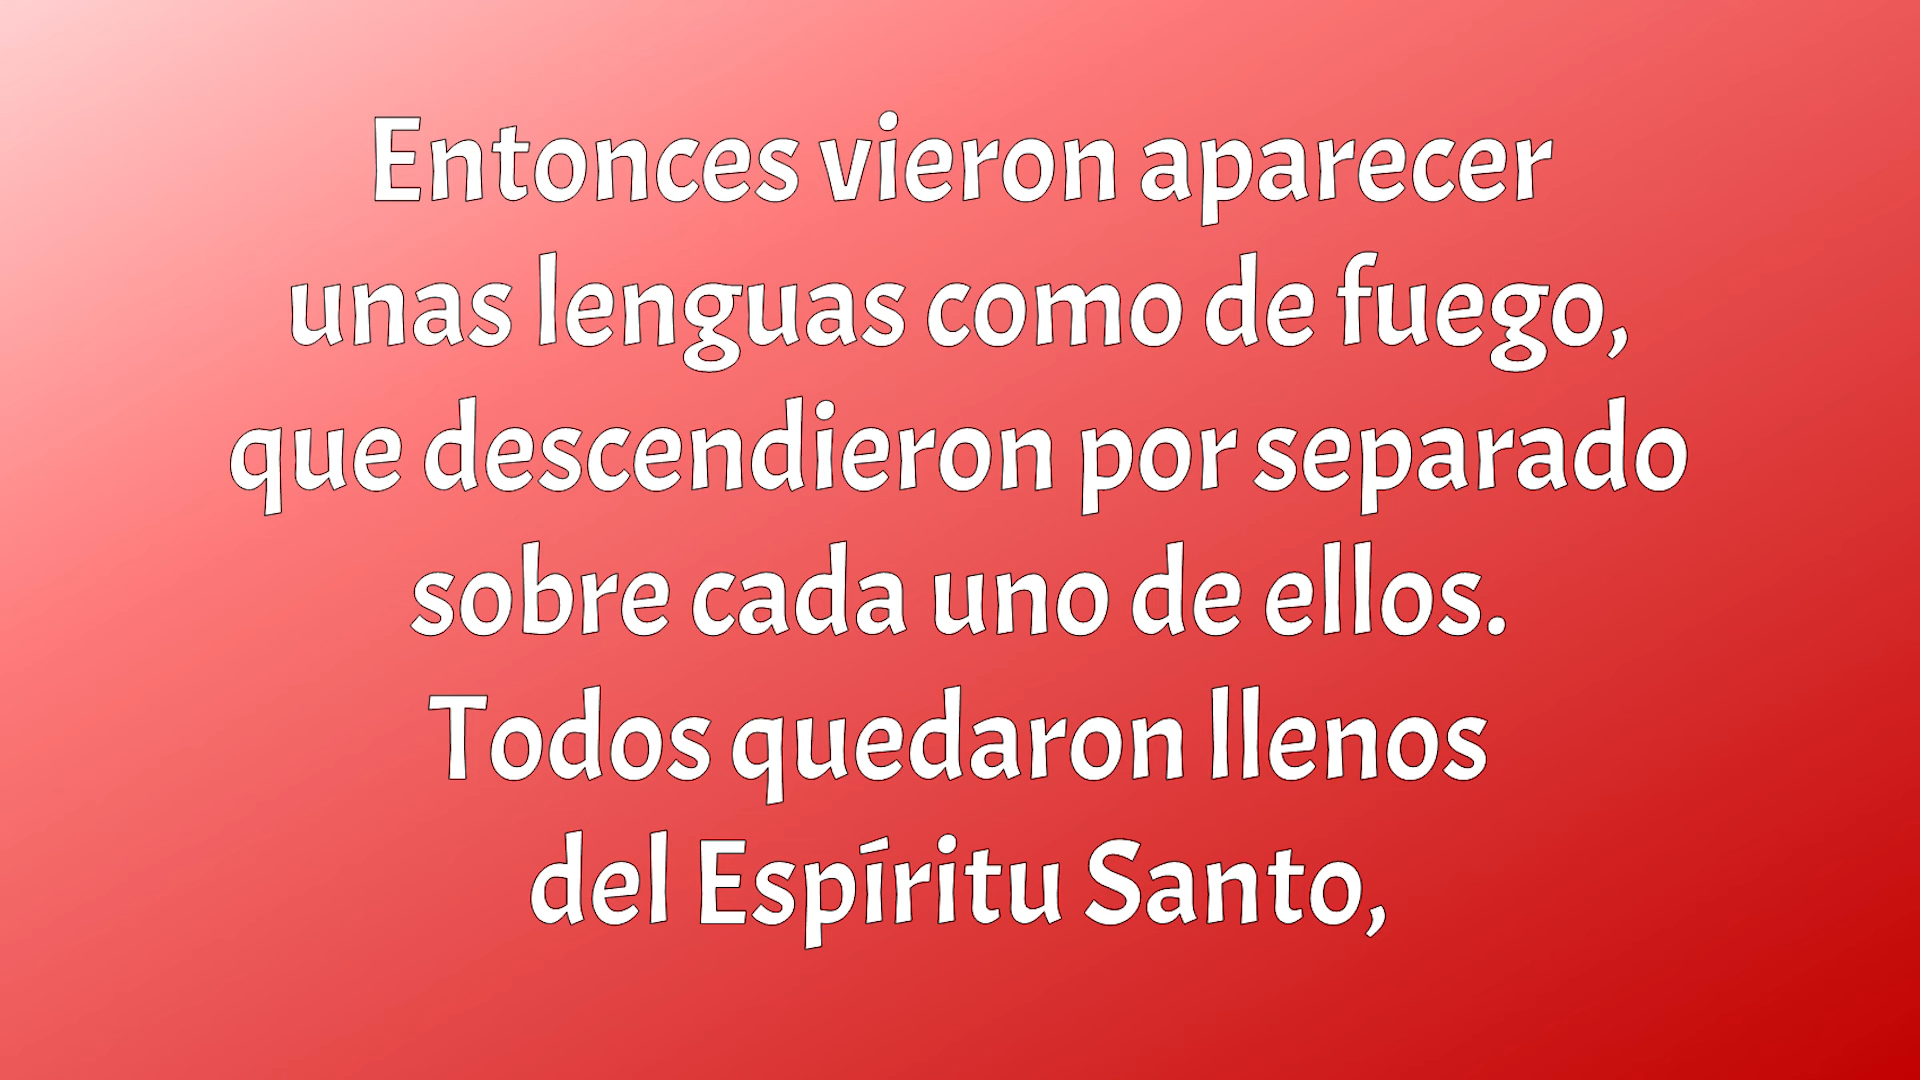 Entonces vieron aparecer
unas lenguas como de fuego,
que descendieron por separado
sobre cada uno de ellos.
Todos quedaron llenos
del Espíritu Santo,